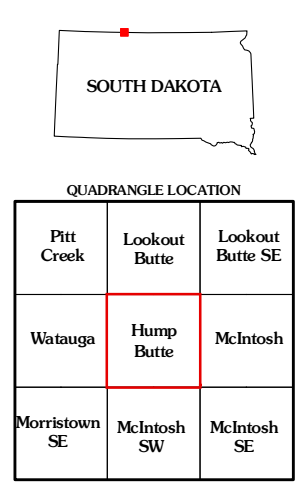 SOUTH DAKOTA
QUADRANGLE LOCATION
Pitt
Creek
Lookout
Butte
Lookout
Butte SE
Watauga
Hump
Butte
McIntosh
Morristown
SE
McIntosh
SW
McIntosh
SE